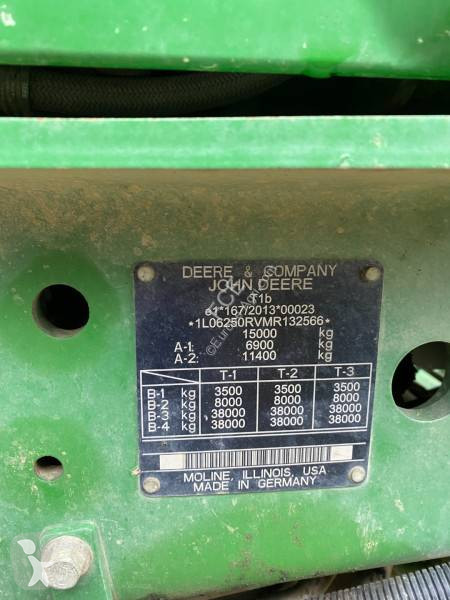 DEERE & COMPANY
JOHN DEERE
T1b
e1*167/2013*00023
*1L06250RVMR132566*
15000 kg
A-1: 6900 kg
A-2: 11400 kg
T-1 T-2 T-3
B-1 kg 3500 3500 3500
B-2 kg 8000 8000 8000
B-3 kg 38000 38000 38000
B-4 kg 38000 38000 38000
MOLINE, ILLINOIS, USA
MADE IN GERMANY